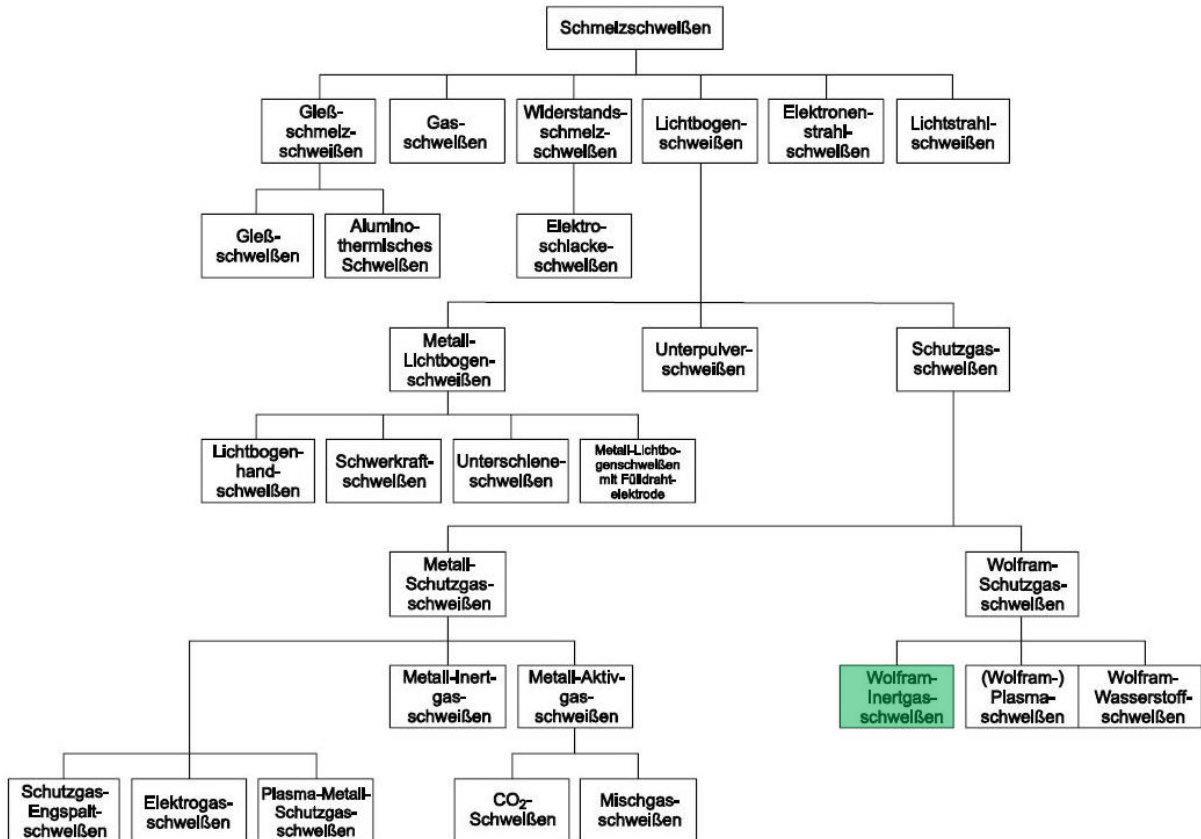 Schmelzschweißen
Gieß-
schmelz-
schweißen
Gas-
schweißen
Widerstands-
schmelz-
schweißen
Lichtbogen-
schweißen
Elektronen-
strahl-
schweißen
Lichtstrahl-
schweißen
Gieß-
schweißen
Alumino-
thermisches
Schweißen
Elektro-
schlacke-
schweißen
Metall-
Lichtbogen-
schweißen
Unterpulver-
schweißen
Schutzgas-
schweißen
Lichtbogen-
hand-
schweißen
Schwerkraft-
schweißen
Unterschiene-
schweißen
Metall-Lichtbo-
genschweißen
mit Fülldraht-
elektrode
Metall-
Schutzgas-
schweißen
Wolfram-
Schutzgas-
schweißen
Metall-Inert-
gas-
schweißen
Metall-Aktiv-
gas-
schweißen
Wolfram-
Inertgas-
schweißen
(Wolfram-)
Plasma-
schweißen
Wolfram-
Wasserstoff-
schweißen
Schutzgas-
Engspalt-
schweißen
Elektrogas-
schweißen
Plasma-Metall-
Schutzgas-
schweißen
CO₂-
Schweißen
Mischgas-
schweißen